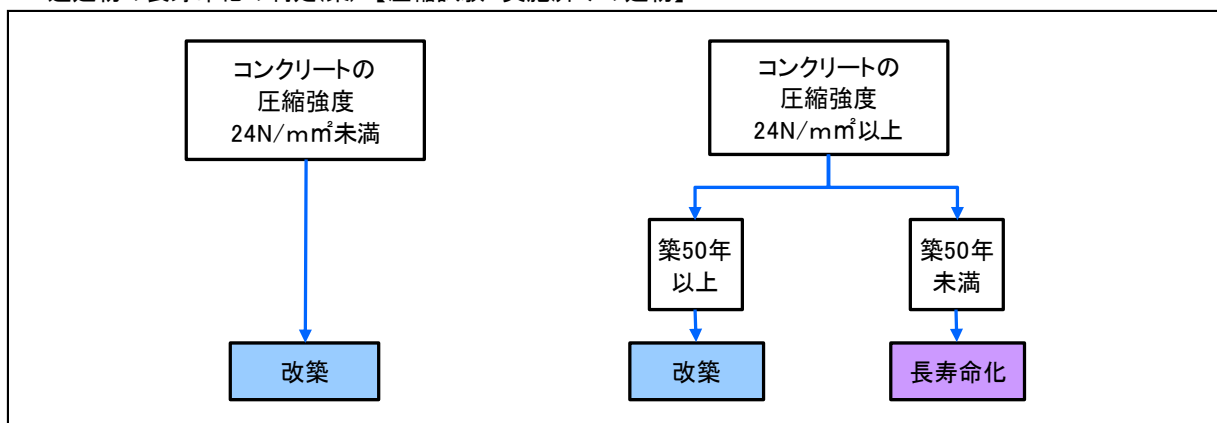 コンクリートの
圧縮強度
24N/m㎡未満
コンクリートの
圧縮強度
24N/m㎡以上
築50年
以上
築50年
未満
改築
改築
長寿命化